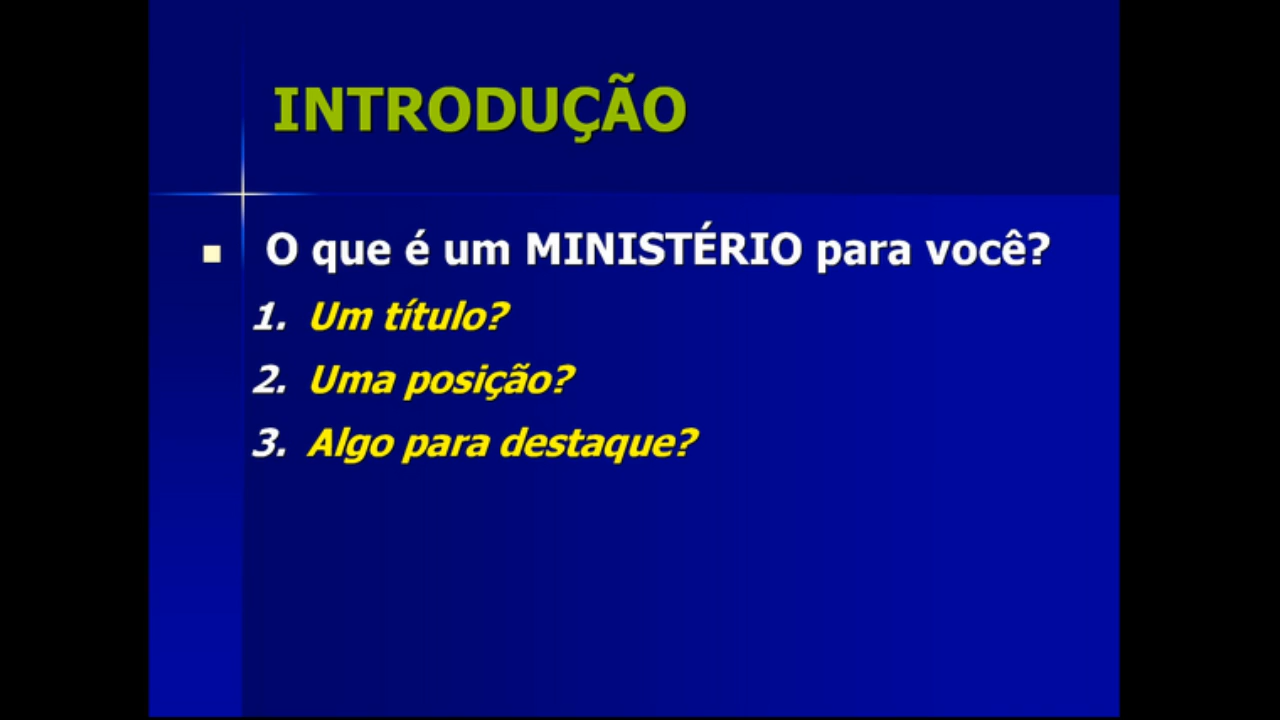 INTRODUÇÃO
O que é um MINISTÉRIO para você?
1. Um título?
2. Uma posição?
3. Algo para destaque?